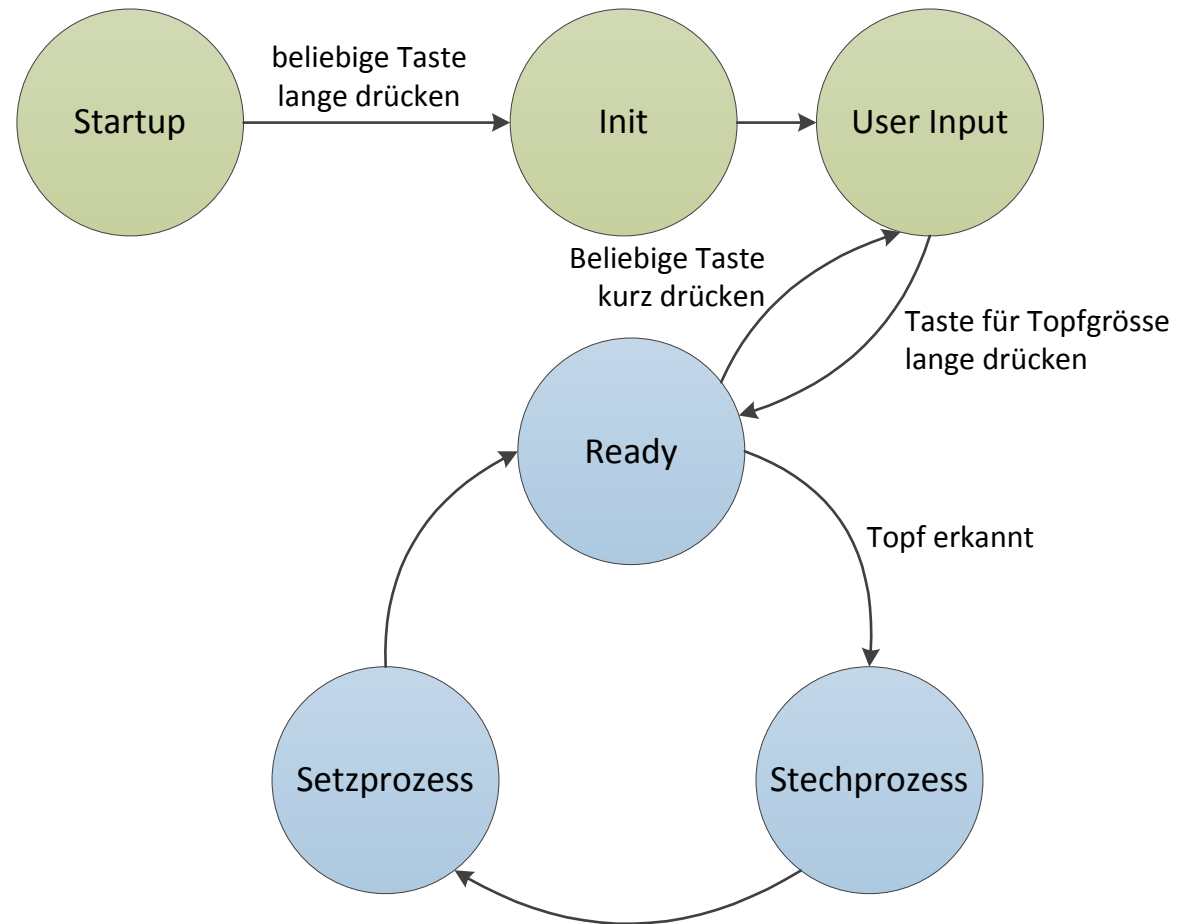 Startup
beliebige Taste
lange drücken
Init
User Input
Beliebige Taste
kurz drücken
Taste für Topfgrösse
lange drücken
Ready
Topf erkannt
Setzprozess
Stechprozess